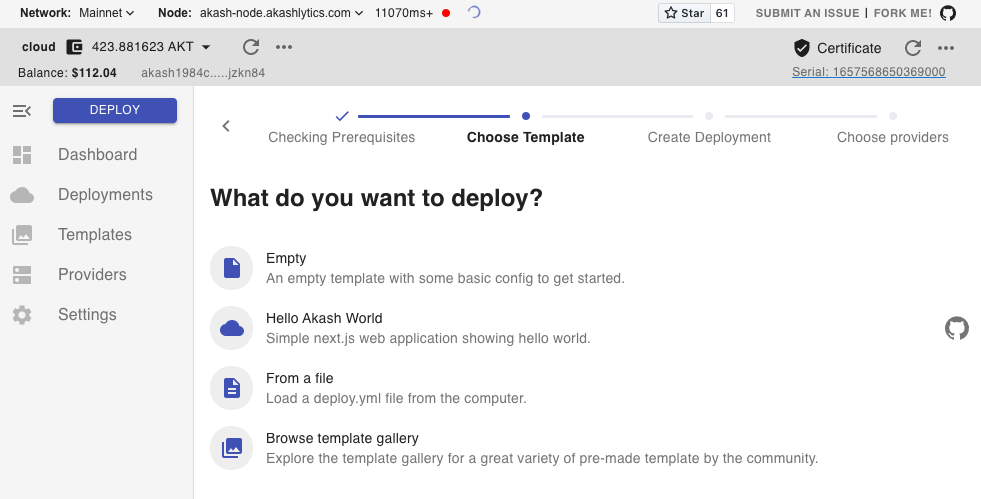 Network: Mainnet Node: akash-node.akashlytics.com 11070ms+ Star 61 SUBMIT AN ISSUE | FORK ME!
cloud 423.881623 AKT Certificate
Balance: $112.04 akash1984c.....jzkn84 Serial: 1657568650369000
DEPLOY
Dashboard
Deployments
Templates
Providers
Settings
Checking Prerequisites Choose Template Create Deployment Choose providers
What do you want to deploy?
Empty
An empty template with some basic config to get started.
Hello Akash World
Simple next.js web application showing hello world.
From a file
Load a deploy.yml file from the computer.
Browse template gallery
Explore the template gallery for a great variety of pre-made template by the community.